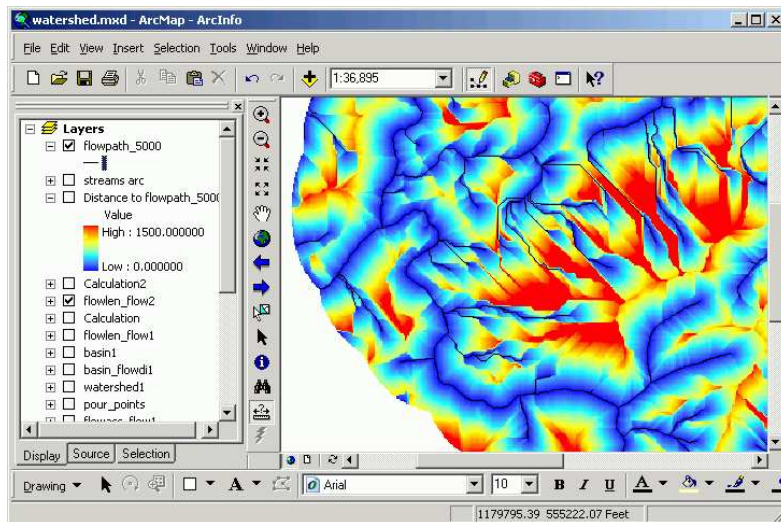 watershed.mxd - ArcMap - ArcInfo
File Edit View Insert Selection Tools Window Help
1:36,895
Layers
flowpath_5000
streams arc
Distance to flowpath_500
Value
High : 1500.000000
Low : 0.000000
Calculation2
flowlen_flow2
Calculation
flowlen_flow1
basin1
basin_flowdi1
watershed1
pour_points
flowacc_flow1
Display Source Selection
Drawing A Arial 10 B I U A
1179795.39 555222.07 Feet